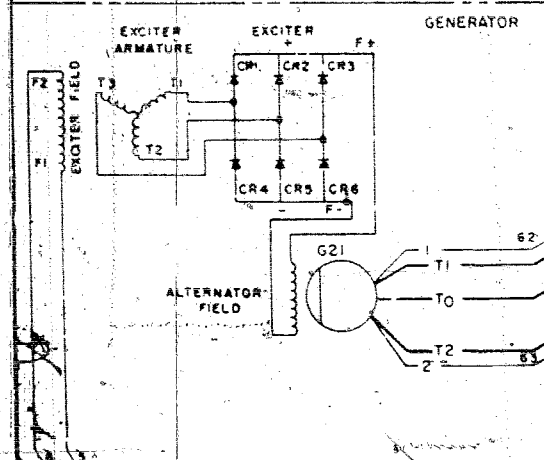 GENERATOR
EXCITER
ARMATURE
EXCITER
+
F+
CR1
CR2
CR3
F2
T3
T1
EXCITER FIELD
F1
T2
CR4
CR5
CR6
-
F-
G21
1
62
T1
ALTERNATOR
FIELD
T0
T2
2
63
5